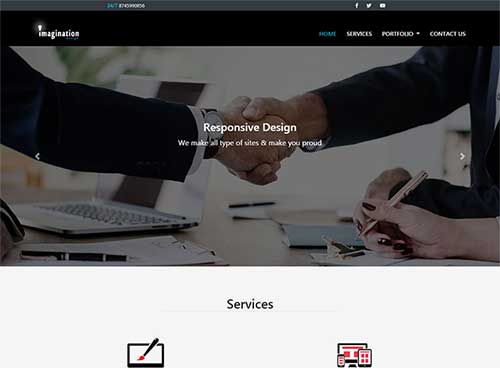 24/7 8745990856
imagination
design
HOME SERVICES PORTFOLIO CONTACT US
Responsive Design
We make all type of sites & make you proud
Services